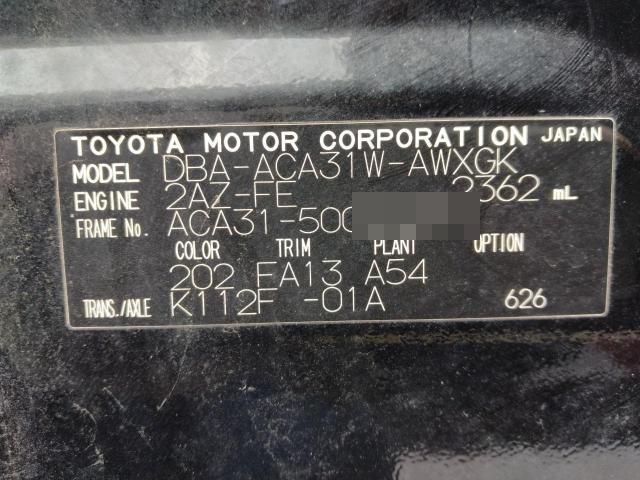 TOYOTA MOTOR CORPORATION JAPAN
MODEL DBA-ACA31W-AWXGK
ENGINE 2AZ-FE 2362 mL
FRAME No. ACA31-500
COLOR TRIM PLANT OPTION
202 FA13 A54
TRANS./AXLE K112F -01A 626